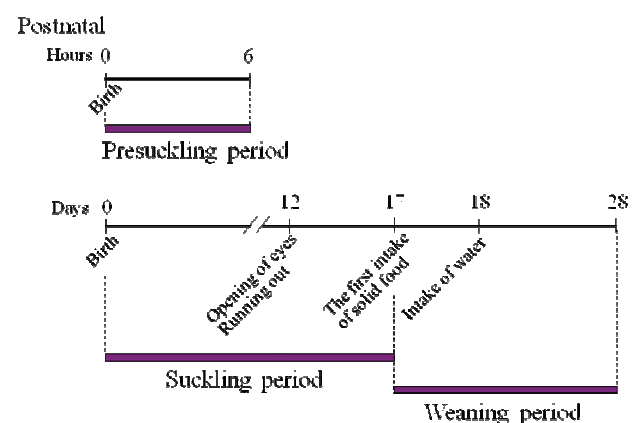 Postnatal
Hours 0 6
Birth
Presuckling period
Days 0 12 17 18 28
Birth
Opening of eyes
Running out
The first intake
of solid food
Intake of water
Suckling period
Weaning period